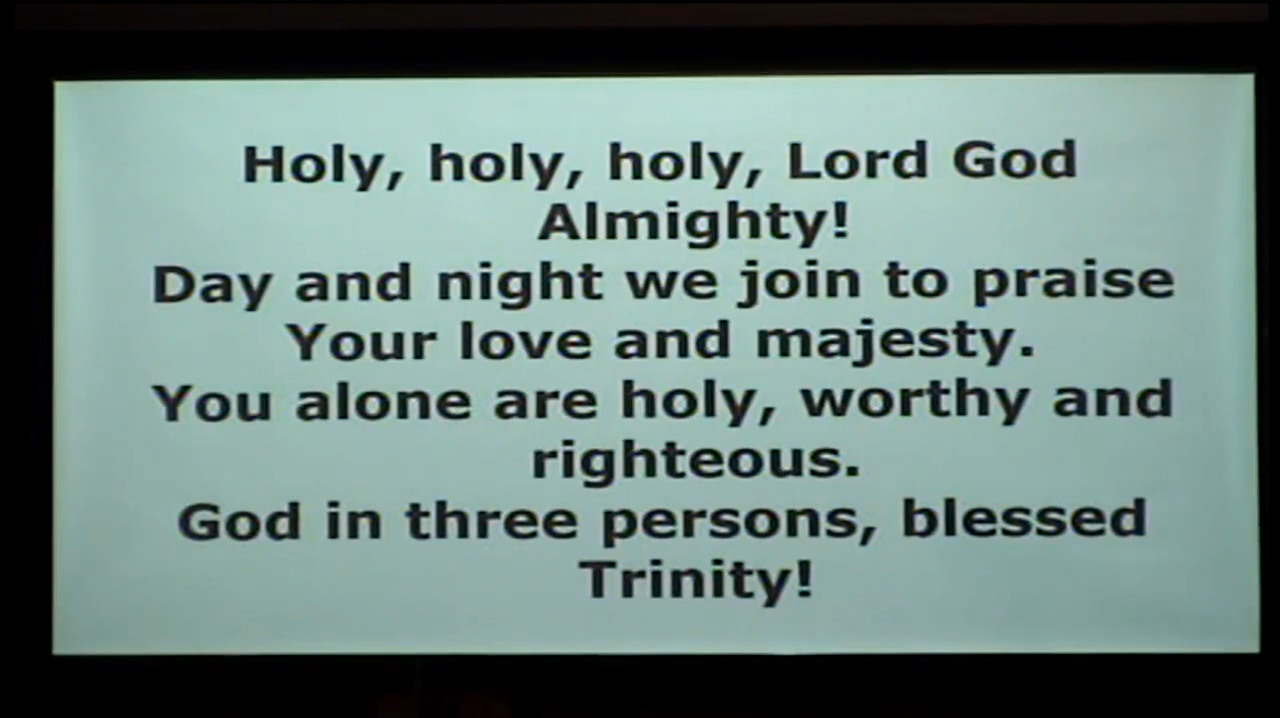 Holy, holy, holy, Lord God
Almighty!
Day and night we join to praise
Your love and majesty.
You alone are holy, worthy and
righteous.
God in three persons, blessed
Trinity!